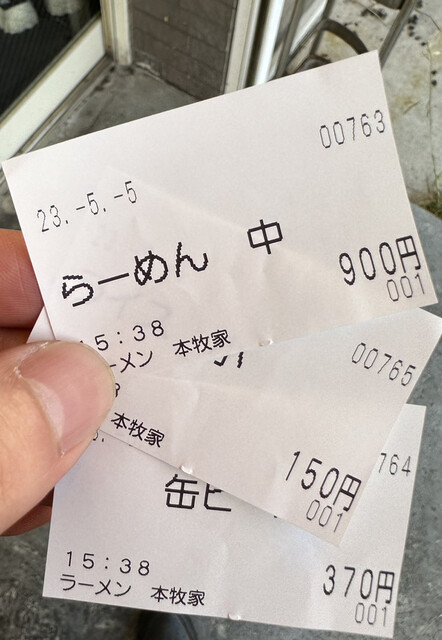 00763
23.-5.-5
らーめん 中 900円
001
15:38
ーメン 本牧家
00765
本牧家
150円
001
764
缶ビ
370円
15:38
001
ラーメン 本牧家